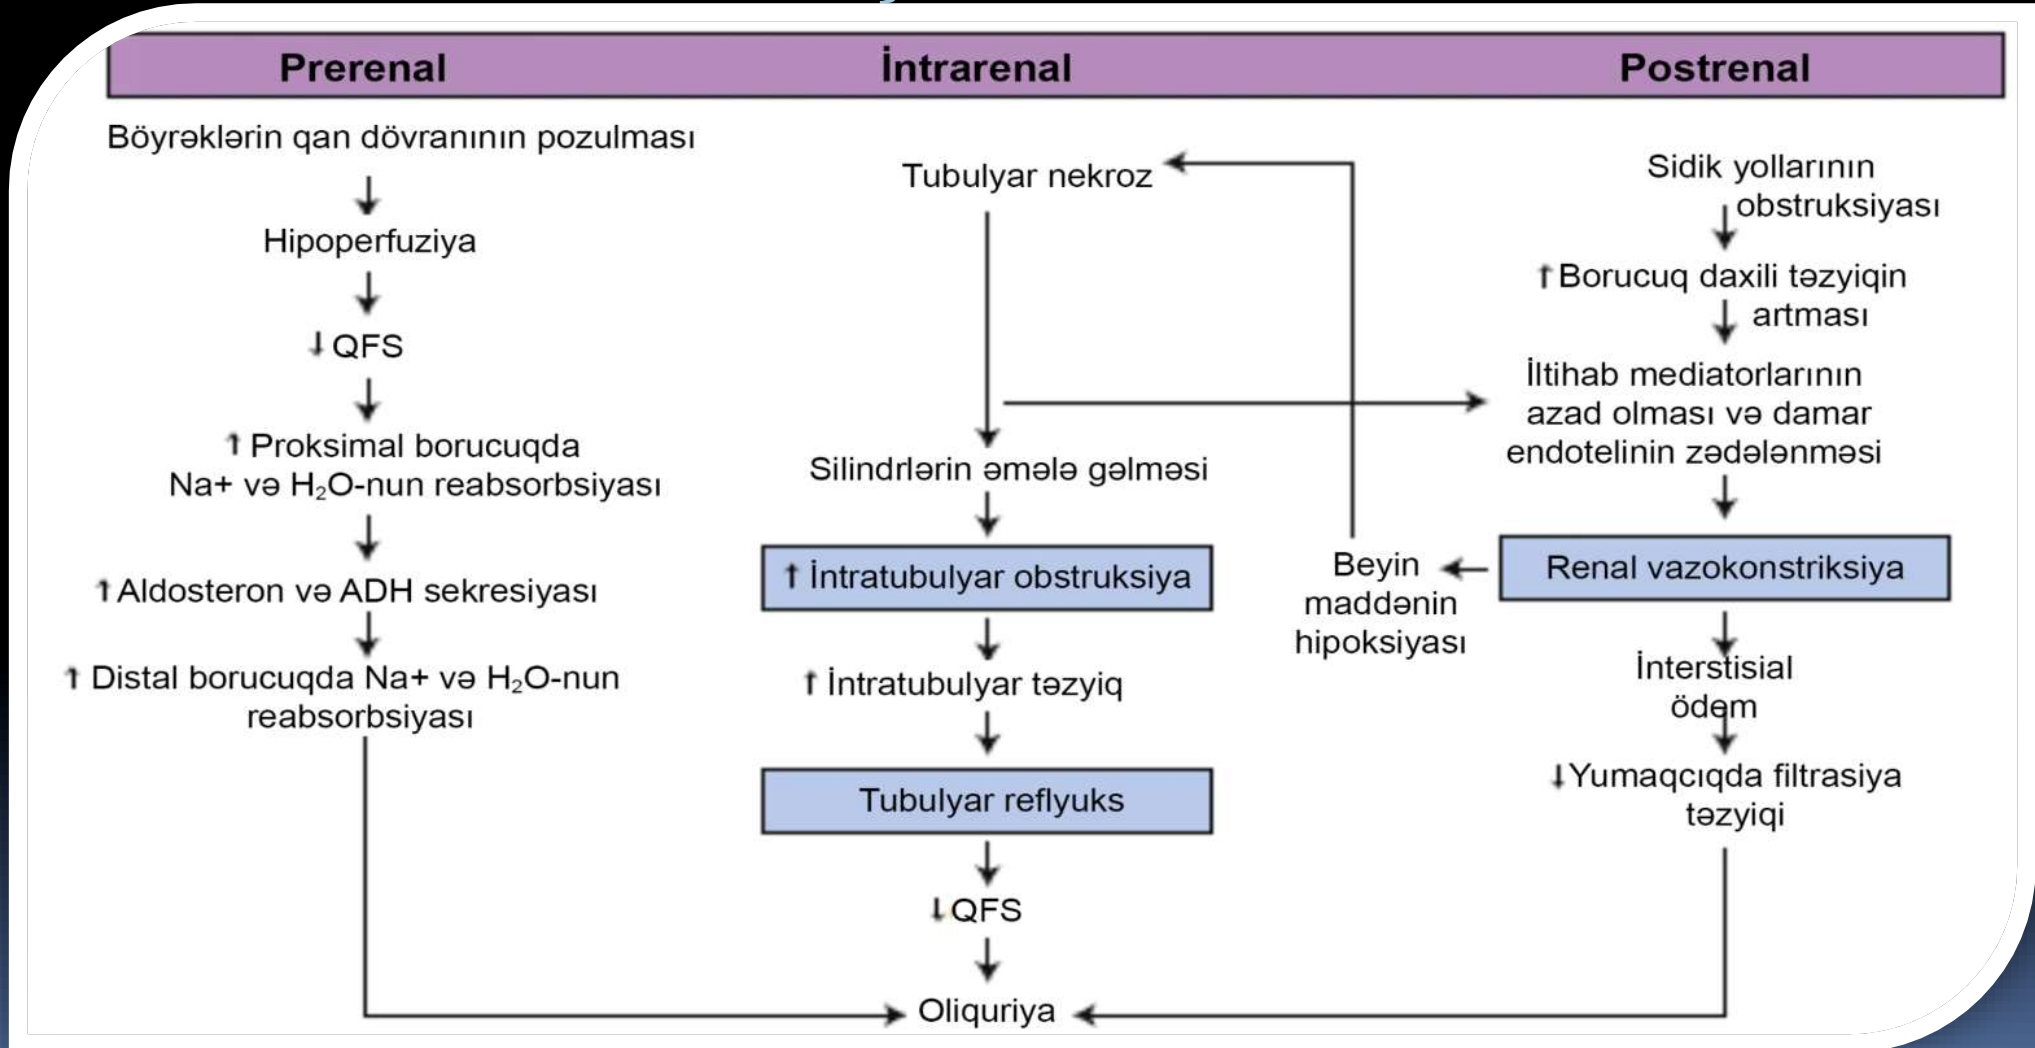 Prerenal
İntrarenal
Postrenal
Böyrəklərin qan dövranının pozulması
Hipoperfuziya
↓QFS
↑ Proksimal borucuqda
Na+ və H₂O-nun reabsorbsiyası
↑Aldosteron və ADH sekresiyası
↑ Distal borucuqda Na+ və H₂O-nun
reabsorbsiyası
Tubulyar nekroz
Silindrlərin əmələ gəlməsi
↑ İntratubulyar obstruksiya
↑ İntratubulyar təzyiq
Tubulyar reflyuks
↓QFS
Oliquriya
Beyin
maddənin
hipoksiyası
Sidik yollarının
obstruksiyası
↑Borucuq daxili təzyiqin
artması
İltihab mediatorlarının
azad olması və damar
endotelinin zədələnməsi
Renal vazokonstriksiya
İnterstisial
ödem
↓Yumaqcıqda filtrasiya
təzyiqi